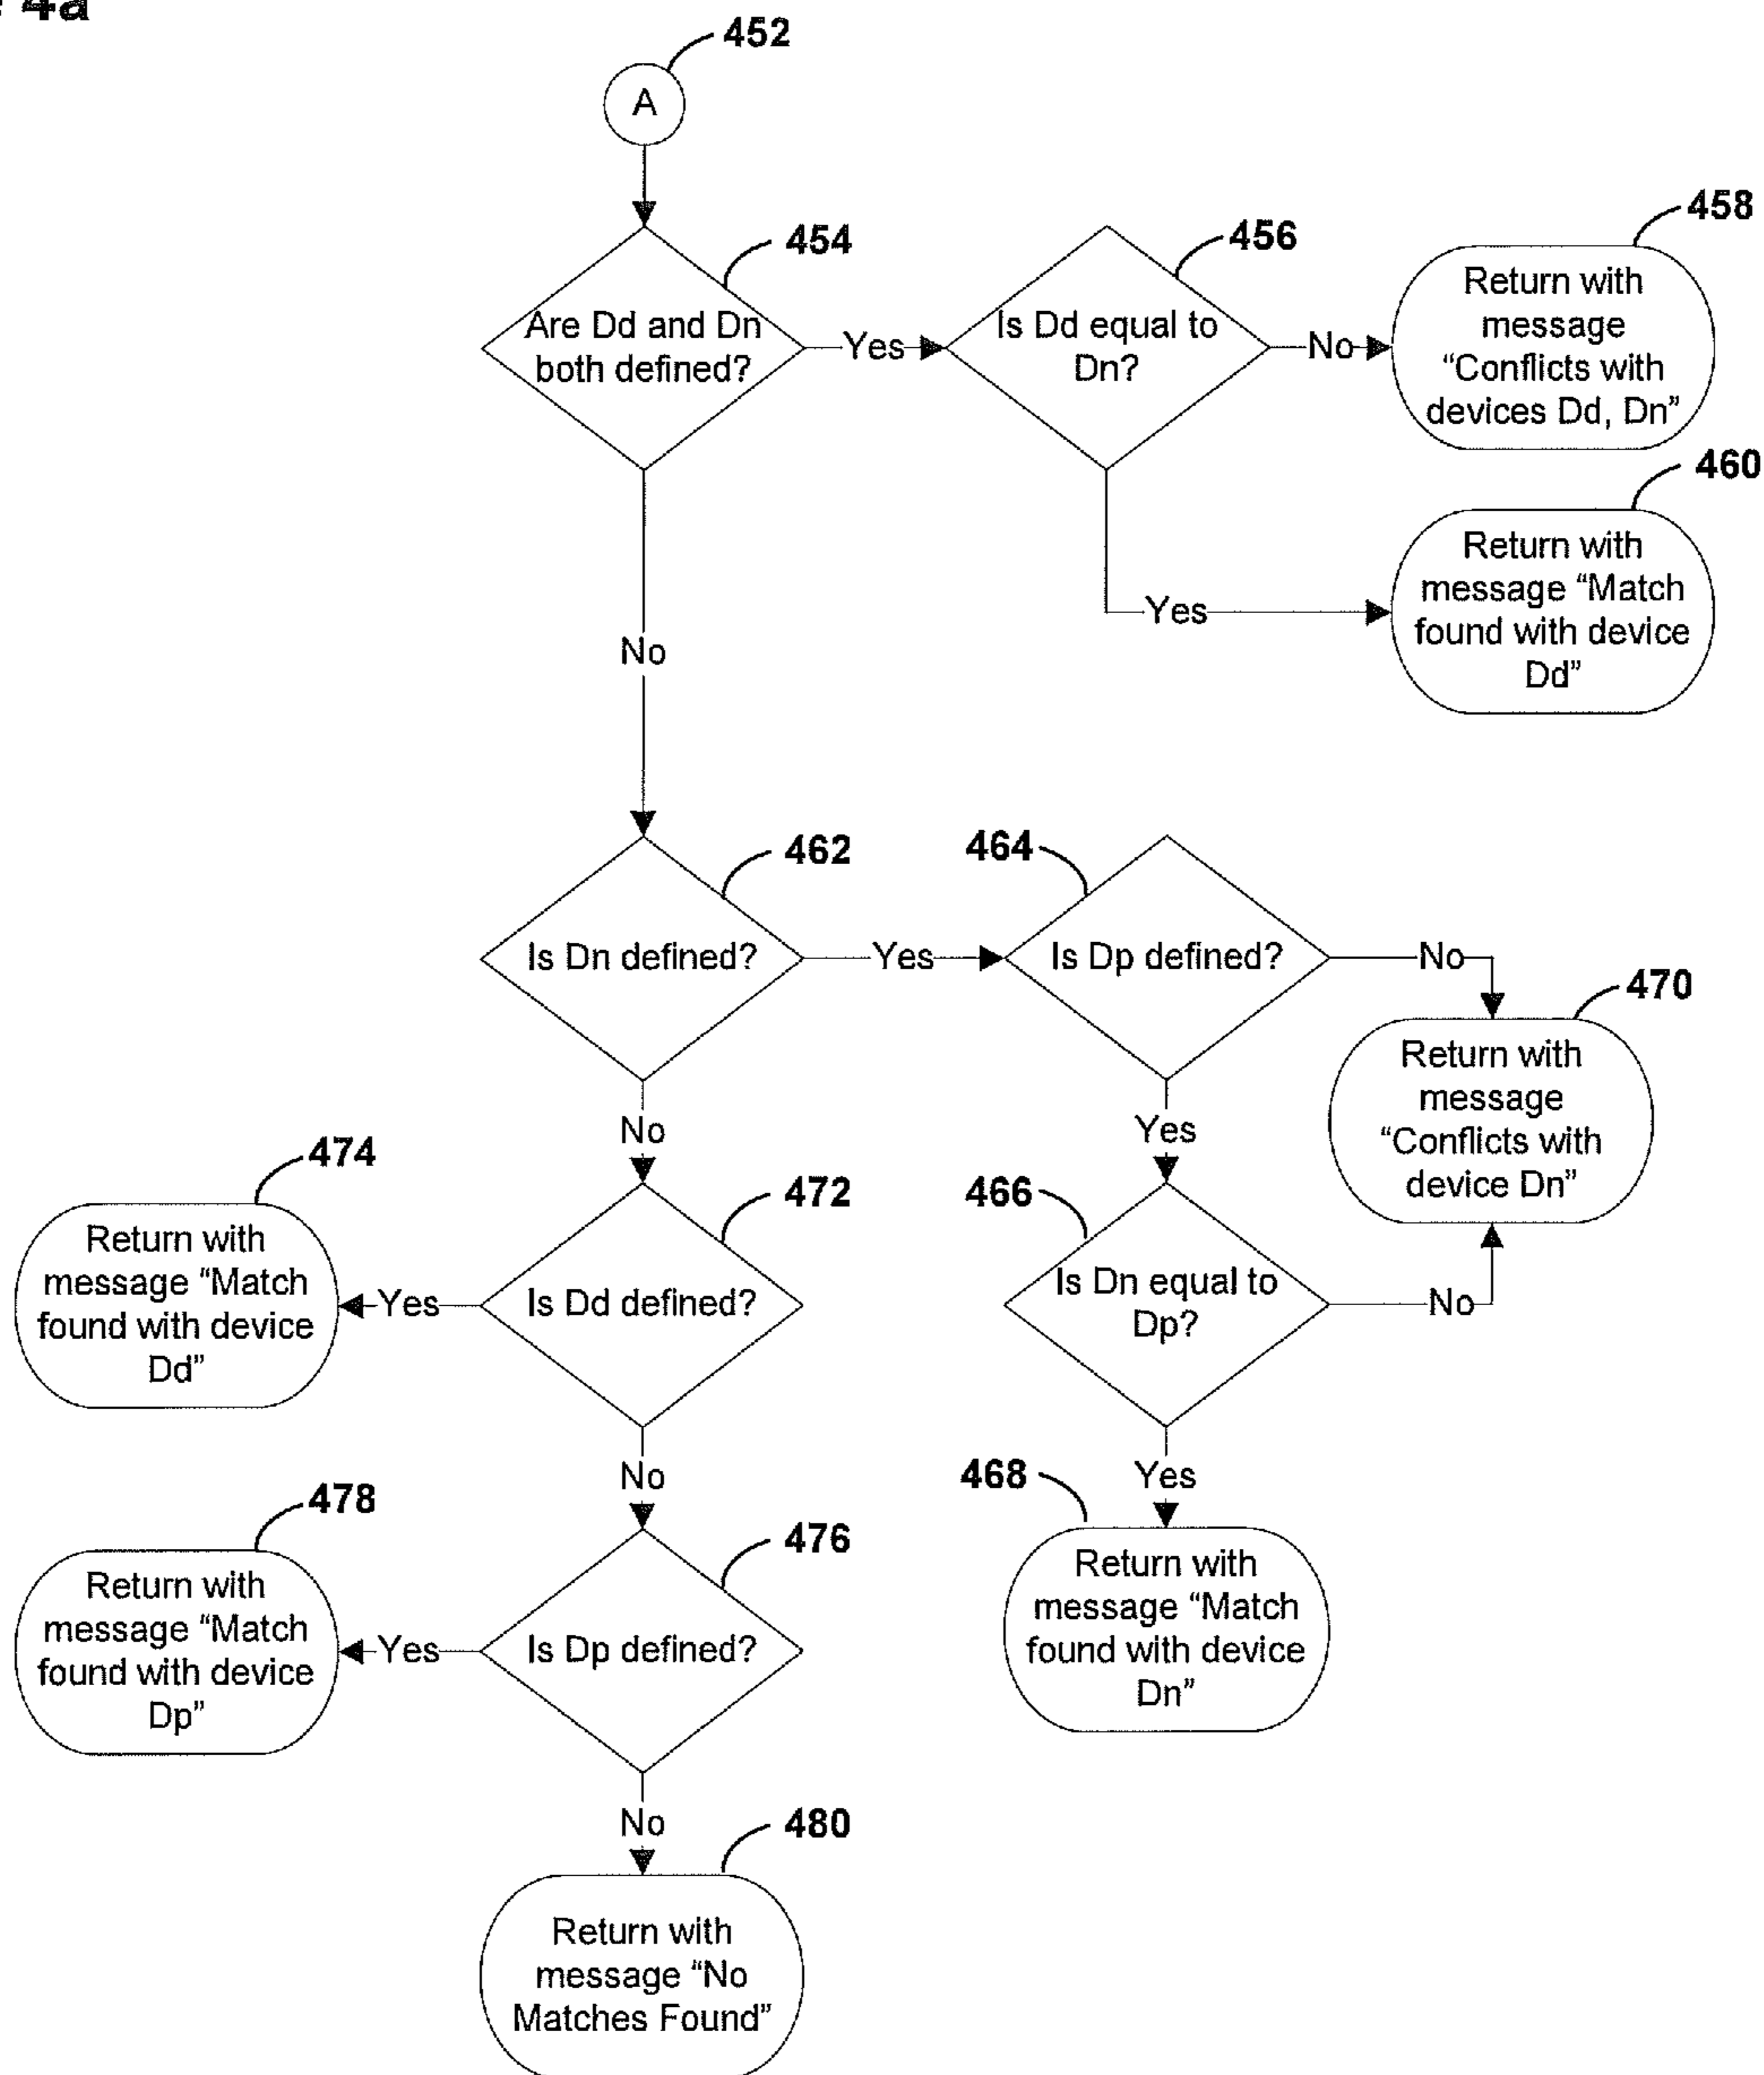 4a
452
A
454
Are Dd and Dn
both defined?
Yes
456
Is Dd equal to
Dn?
No
458
Return with
message
“Conflicts with
devices Dd, Dn”
460
Yes
Return with
message “Match
found with device
Dd”
No
462
Is Dn defined?
Yes
464
Is Dp defined?
No
470
Return with
message
“Conflicts with
device Dn”
No
Yes
474
Return with
message “Match
found with device
Dd”
Yes
472
Is Dd defined?
466
Is Dn equal to
Dp?
No
No
Yes
478
Return with
message “Match
found with device
Dp”
Yes
476
Is Dp defined?
468
Return with
message “Match
found with device
Dn”
No
480
Return with
message “No
Matches Found”